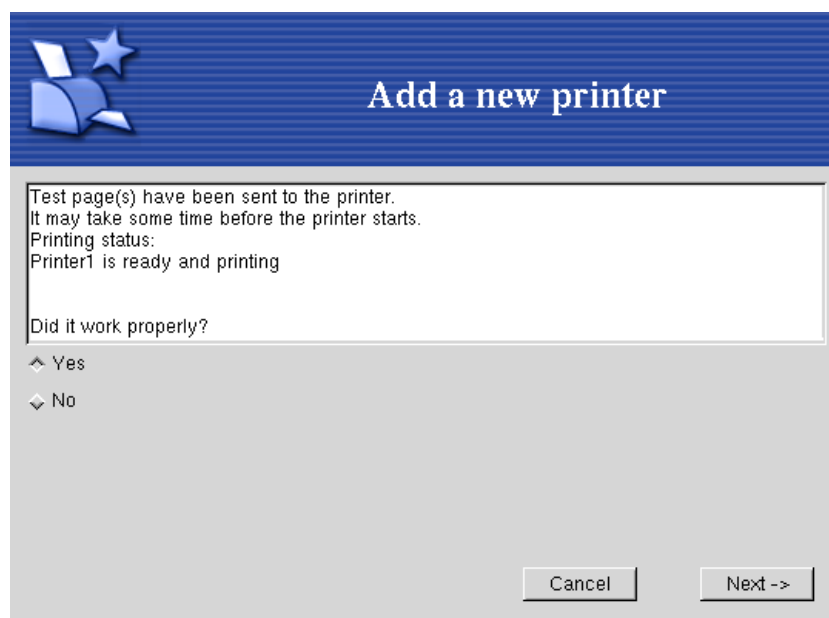 Add a new printer
Test page(s) have been sent to the printer.
It may take some time before the printer starts.
Printing status:
Printer1 is ready and printing
Did it work properly?
Yes
No
Cancel
Next ->